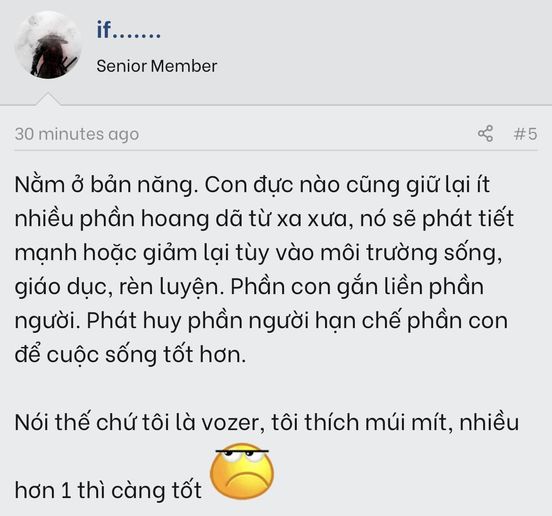 if.......
Senior Member
30 minutes ago #5
Nằm ở bản năng. Con đực nào cũng giữ lại ít
nhiều phần hoang dã từ xa xưa, nó sẽ phát tiết
mạnh hoặc giảm lại tùy vào môi trường sống,
giáo dục, rèn luyện. Phần con gắn liền phần
người. Phát huy phần người hạn chế phần con
để cuộc sống tốt hơn.
Nói thế chứ tôi là vozer, tôi thích múi mít, nhiều
hơn 1 thì càng tốt